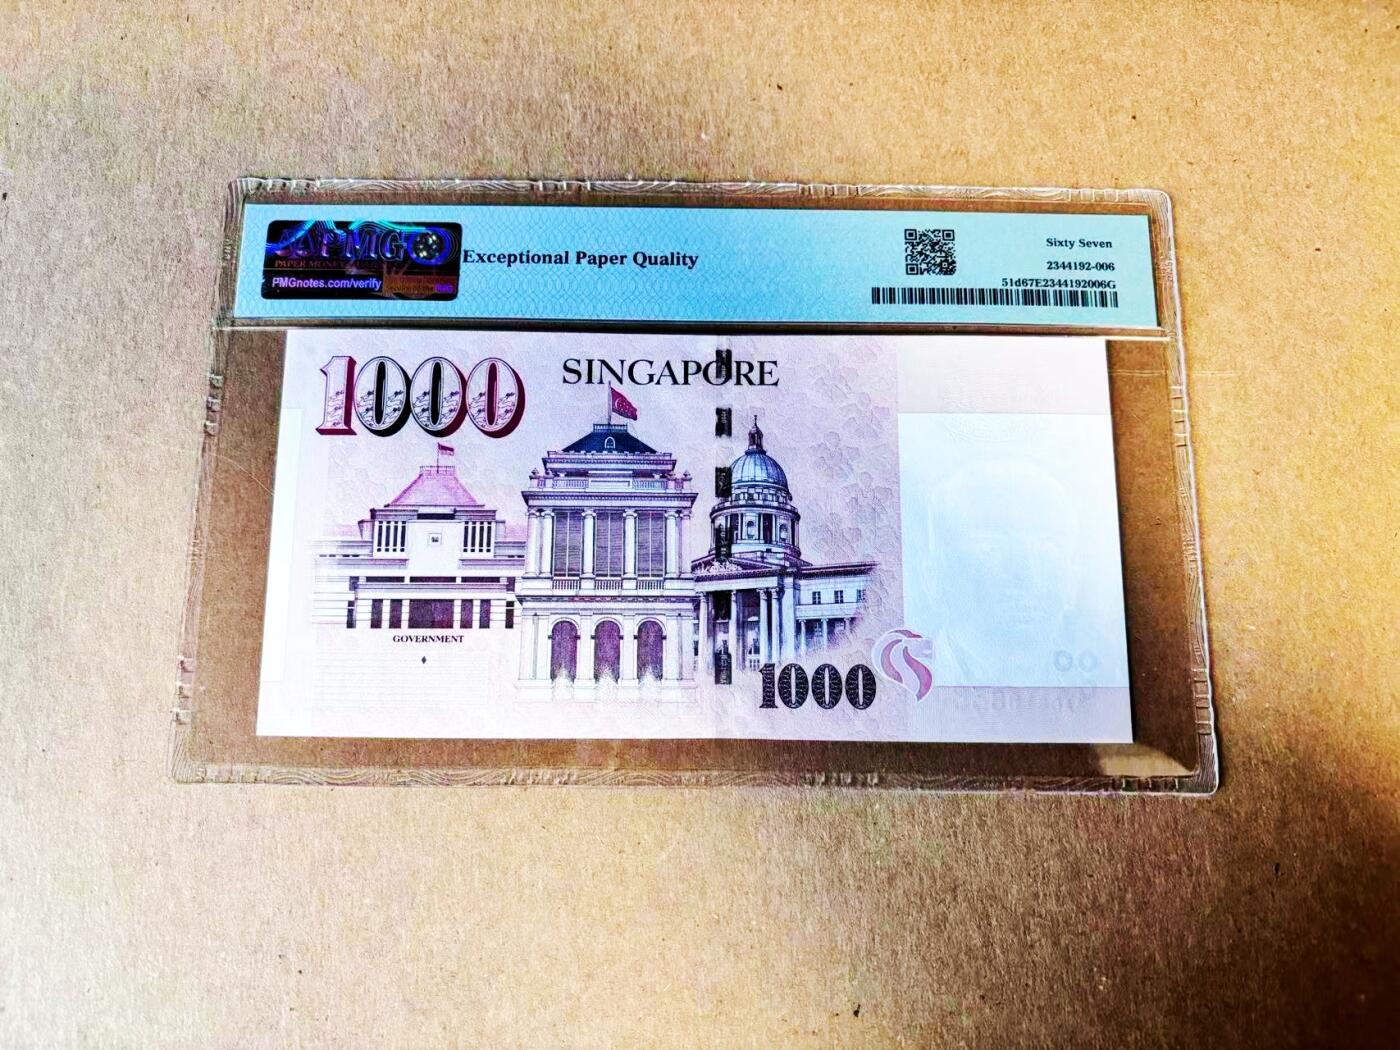 PMG
PAPER MONEY
PMGnotes.com/verify
Exceptional Paper Quality
Sixty Seven
2344192-006
51d67E2344192006G
1000
SINGAPORE
GOVERNMENT
1000